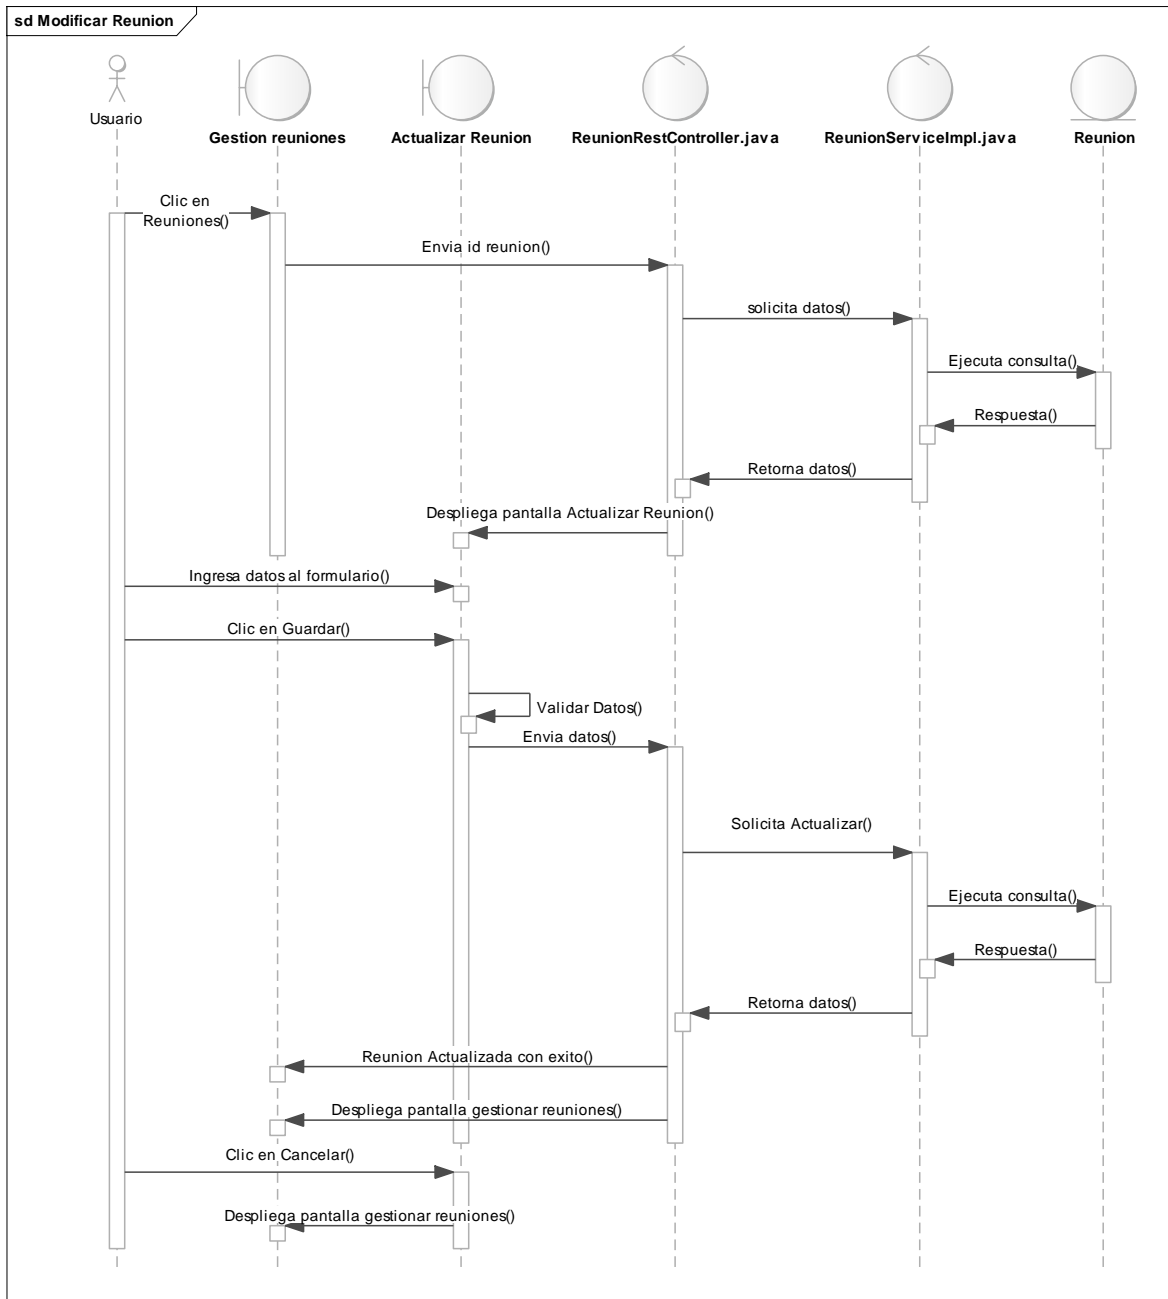 sd Modificar Reunion
Usuario
Gestion reuniones
Actualizar Reunion
ReunionRestController.java
ReunionServiceImpl.java
Reunion
Clic en
Reuniones()
Envia id reunion()
solicita datos()
Ejecuta consulta()
Respuesta()
Retorna datos()
Despliega pantalla Actualizar Reunion()
Ingresa datos al formulario()
Clic en Guardar()
Validar Datos()
Envia datos()
Solicita Actualizar()
Ejecuta consulta()
Respuesta()
Retorna datos()
Reunion Actualizada con exito()
Despliega pantalla gestionar reuniones()
Clic en Cancelar()
Despliega pantalla gestionar reuniones()